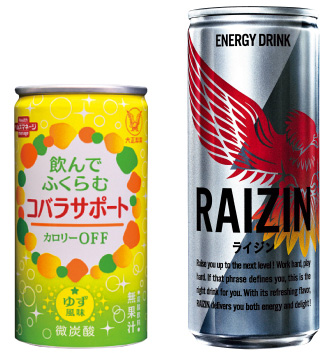 大正製薬
飲んで
ふくらむ
コバラサポート
カロリーOFF
ゆず
風味
無果汁
微炭酸
ENERGY DRINK
RAIZIN
ライジン
Raise you up to the next level! Work hard, play
hard. If that phrase defines you, this is the
right drink for you. With its refreshing flavor,
RAIZIN delivers you both energy and delight!